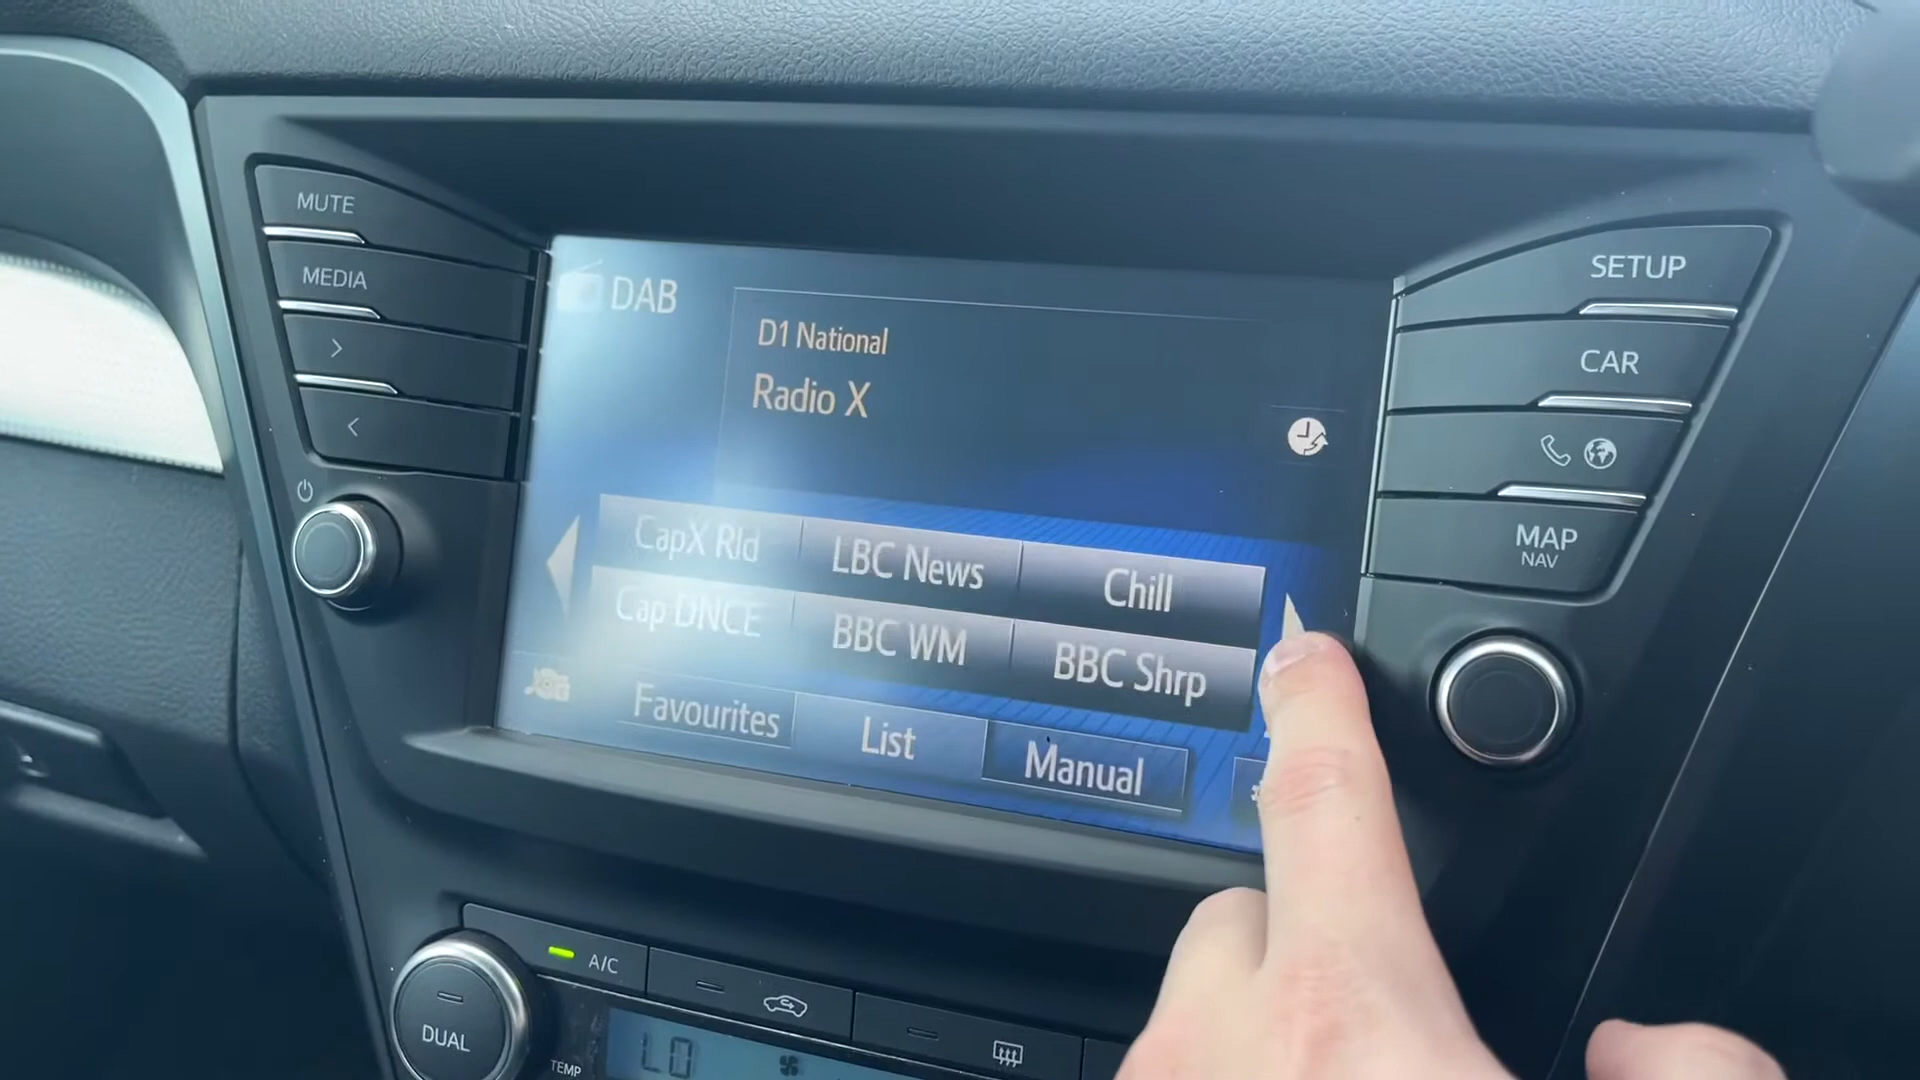 MUTE
MEDIA
DAB
D1 National
Radio X
CapX Rld
LBC News
Chill
Cap DNCE
BBC WM
BBC Shrp
Favourites
List
Manual
SETUP
CAR
MAP
NAV
A/C
DUAL
TEMP
LO